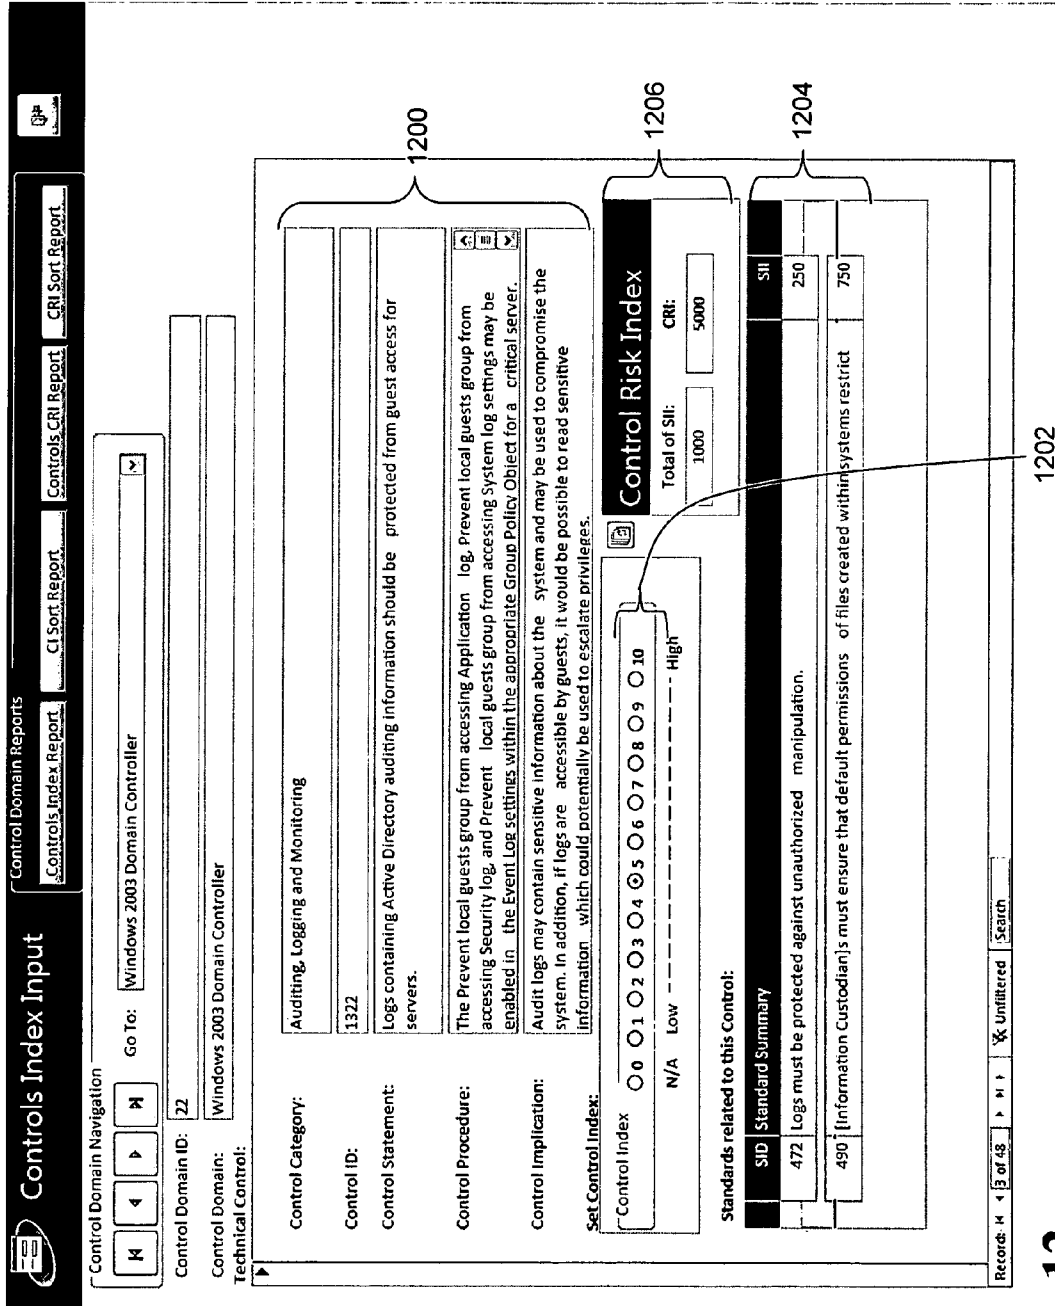 Controls Index Input
Control Domain Reports
Controls Index Report
CI Sort Report
Controls CRI Report
CRI Sort Report
Control Domain Navigation
Go To:
Windows 2003 Domain Controller
Control Domain ID:
22
Control Domain:
Windows 2003 Domain Controller
Technical Control:
Control Category:
Auditing, Logging and Monitoring
Control ID:
1322
Control Statement:
Logs containing Active Directory auditing information should be protected from guest access for
servers.
Control Procedure:
The Prevent local guests group from accessing Application log, Prevent local guests group from
accessing Security log, and Prevent local guests group from accessing System log settings may be
enabled in the Event Log settings within the appropriate Group Policy Object for a critical server.
Control Implication:
Audit logs may contain sensitive information about the system and may be used to compromise the
system. In addition, if logs are accessible by guests, it would be possible to read sensitive
information which could potentially be used to escalate privileges.
1200
Set Control Index:
Control Index
0 1 2 3 4 5 6 7 8 9 10
N/A Low High
Control Risk Index
Total of SII:
CRI:
1000
5000
1206
Standards related to this Control:
SID Standard Summary SII
472 Logs must be protected against unauthorized manipulation. 250
490 [Information Custodian]s must ensure that default permissions of files created within systems restrict 750
1204
Record: 3 of 48 Unfiltered Search
1202